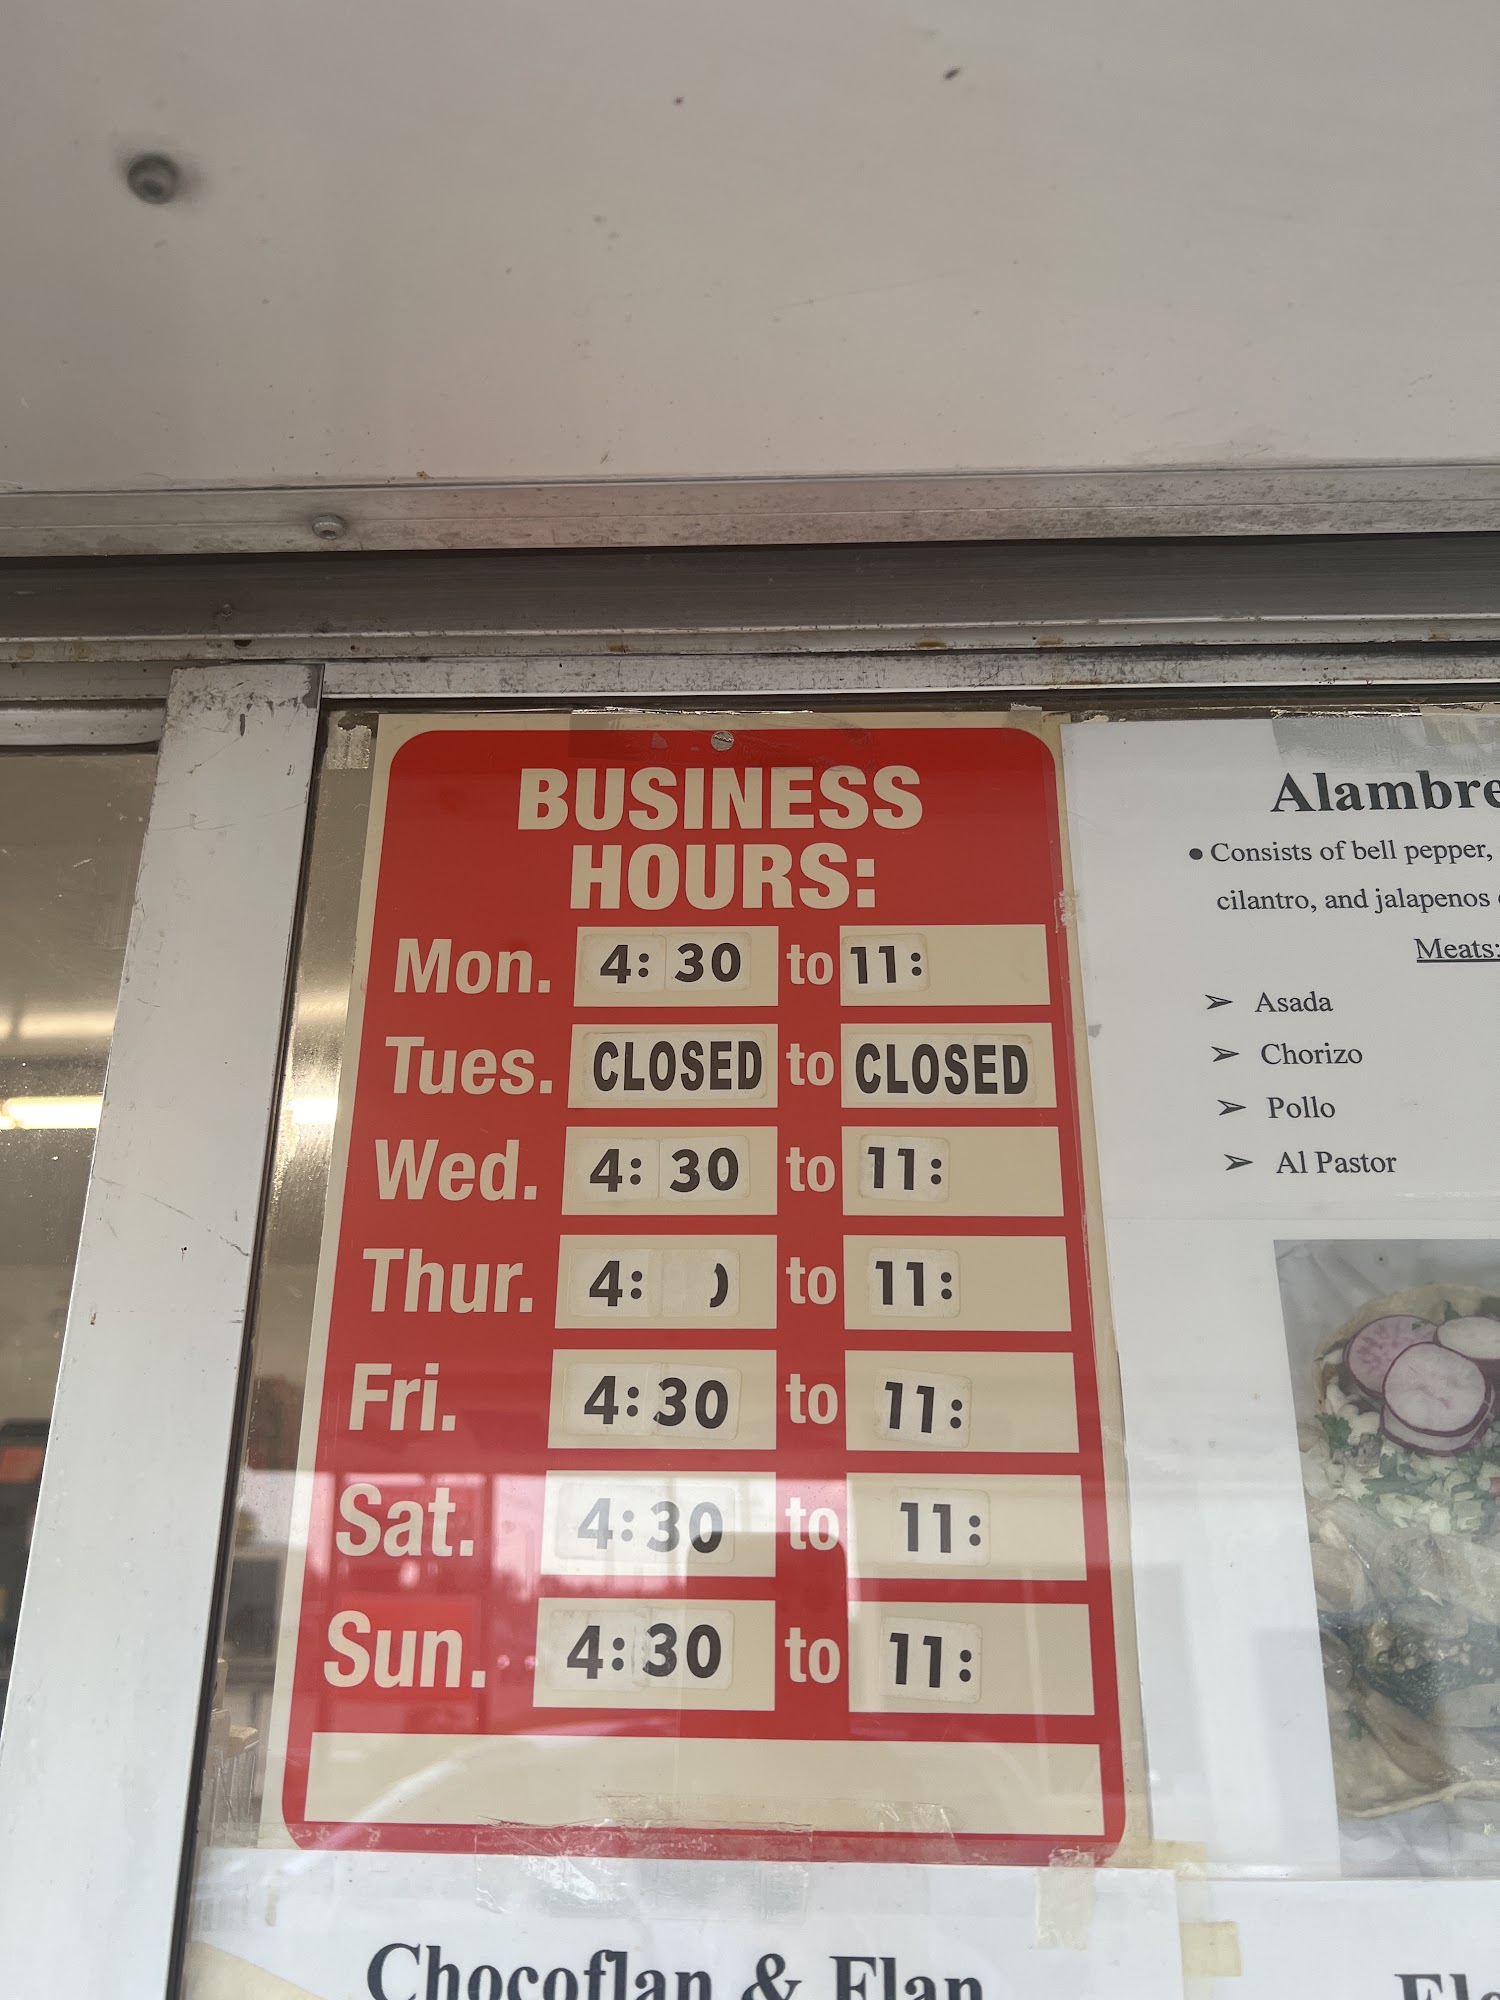 BUSINESS
HOURS:
Mon. 4:30 to 11:
Tues. CLOSED to CLOSED
Wed. 4:30 to 11:
Thur. 4: to 11:
Fri. 4:30 to 11:
Sat. 4:30 to 11:
Sun. 4:30 to 11:
Alambre
• Consists of bell pepper,
cilantro, and jalapenos
Meats:
➢ Asada
➢ Chorizo
➢ Pollo
➢ Al Pastor
Chocoflan & Flan